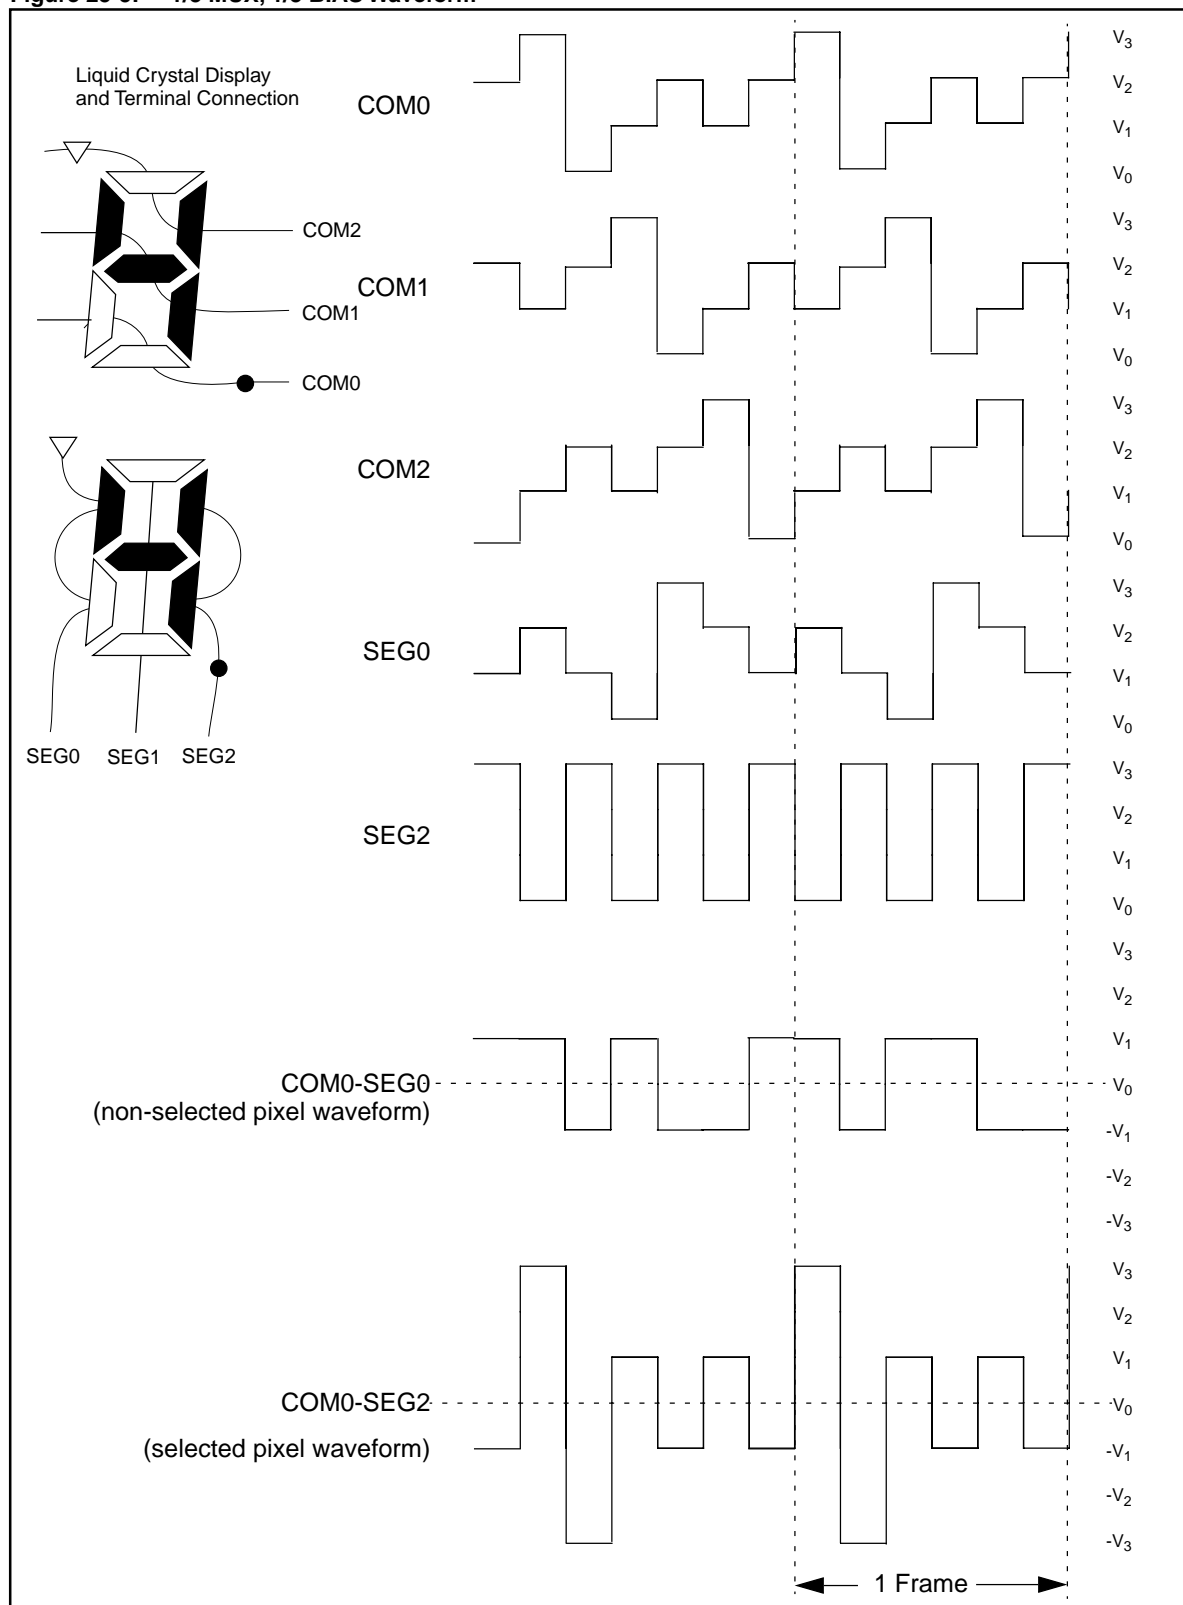 Liquid Crystal Display
and Terminal Connection
COM2
COM1
COM0
SEG0 SEG1 SEG2
COM0
V3
V2
V1
V0
COM1
V3
V2
V1
V0
COM2
V3
V2
V1
V0
SEG0
V3
V2
V1
V0
SEG2
V3
V2
V1
V0
COM0-SEG0
(non-selected pixel waveform)
V3
V2
V1
V0
-V1
-V2
-V3
COM0-SEG2
(selected pixel waveform)
V3
V2
V1
V0
-V1
-V2
-V3
1 Frame